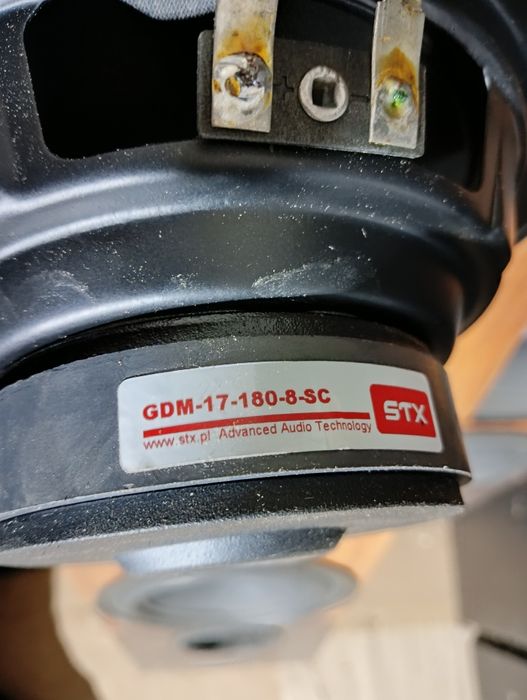 GDM-17-180-8-SC
STX
www.stx.pl Advanced Audio Technology